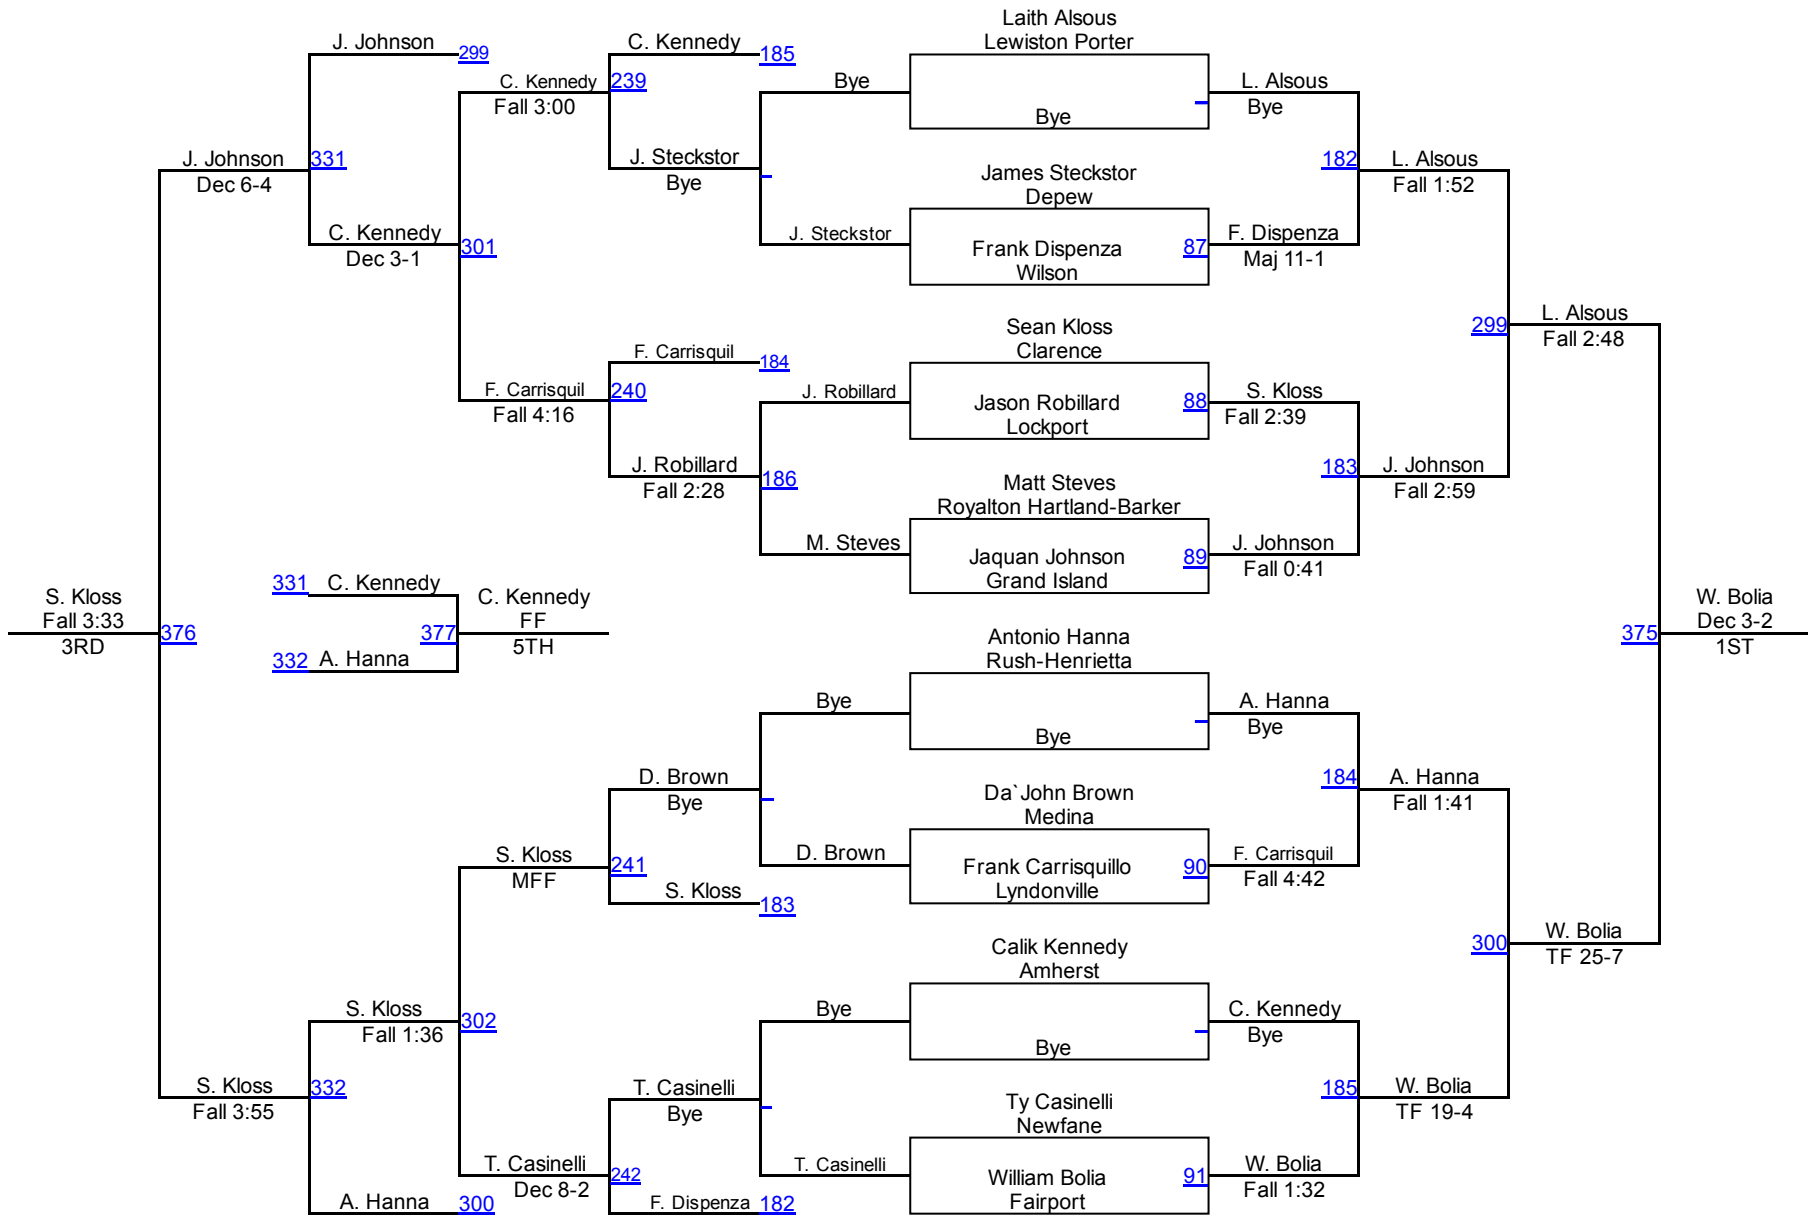 Laith Alsous
Lewiston Porter
J. Johnson 299
C. Kennedy 185
C. Kennedy 239
Fall 3:00
Bye
L. Alsous
Bye
Bye
J. Johnson 331
Dec 6-4
J. Steckstor
Bye
James Steckstor
Depew
182 L. Alsous
Fall 1:52
C. Kennedy 301
Dec 3-1
J. Steckstor
Frank Dispenza 87
Wilson
F. Dispenza
Maj 11-1
Sean Kloss
Clarence
299 L. Alsous
Fall 2:48
F. Carrisquil 184
F. Carrisquil 240
Fall 4:16
J. Robillard
Jason Robillard 88
Lockport
S. Kloss
Fall 2:39
J. Robillard 186
Fall 2:28
Matt Steves
Royalton Hartland-Barker
183 J. Johnson
Fall 2:59
M. Steves
Jaquan Johnson 89
Grand Island
J. Johnson
Fall 0:41
S. Kloss
Fall 3:33
3RD
376
331 C. Kennedy
332 A. Hanna
377
C. Kennedy
FF
5TH
Antonio Hanna
Rush-Henrietta
375
W. Bolia
Dec 3-2
1ST
Bye
Bye
A. Hanna
Bye
D. Brown
Bye
Da`John Brown
Medina
184 A. Hanna
Fall 1:41
S. Kloss 241
MFF
D. Brown
Frank Carrisquillo 90
Lyndonville
F. Carrisquil
Fall 4:42
S. Kloss 183
Calik Kennedy
Amherst
300 W. Bolia
TF 25-7
S. Kloss 302
Fall 1:36
Bye
Bye
C. Kennedy
Bye
S. Kloss 332
Fall 3:55
T. Casinelli
Bye
Ty Casinelli
Newfane
185 W. Bolia
TF 19-4
T. Casinelli 242
Dec 8-2
T. Casinelli
William Bolia 91
Fairport
W. Bolia
Fall 1:32
A. Hanna 300
F. Dispenza 182